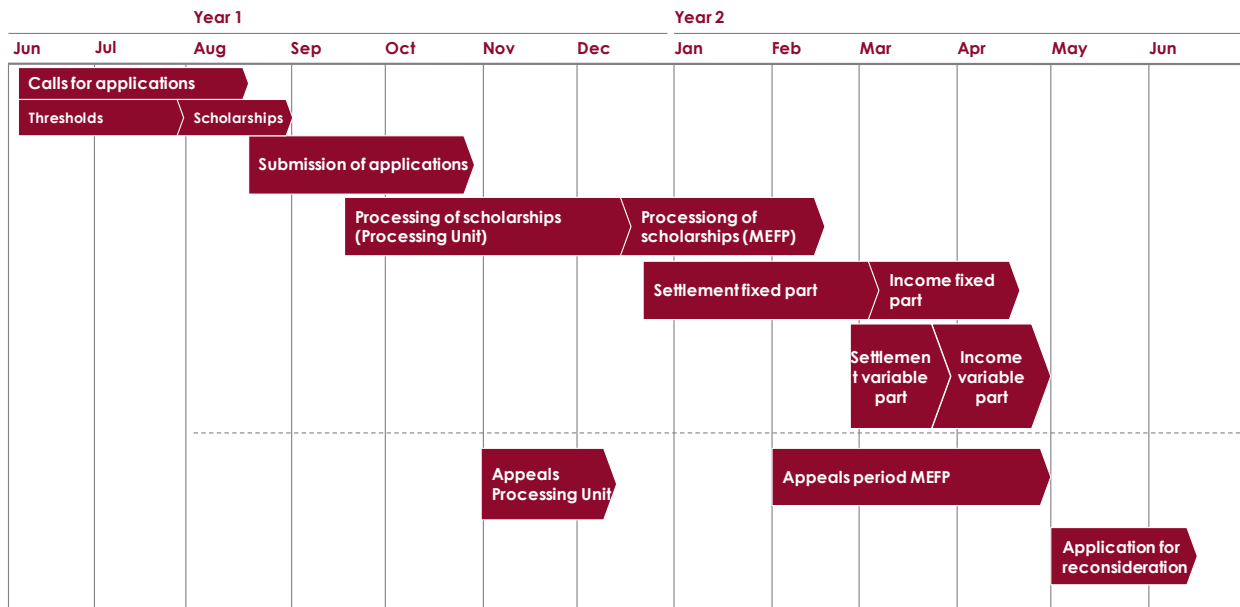 Year 1
Year 2
Jun Jul Aug Sep Oct Nov Dec Jan Feb Mar Apr May Jun
Calls for applications
Thresholds
Scholarships
Submission of applications
Processing of scholarships
(Processing Unit)
Processiong of
scholarships (MEFP)
Settlement fixed part
Income fixed
part
Settlemen
t variable
part
Income
variable
part
Appeals
Processing Unit
Appeals period MEFP
Application for
reconsideration